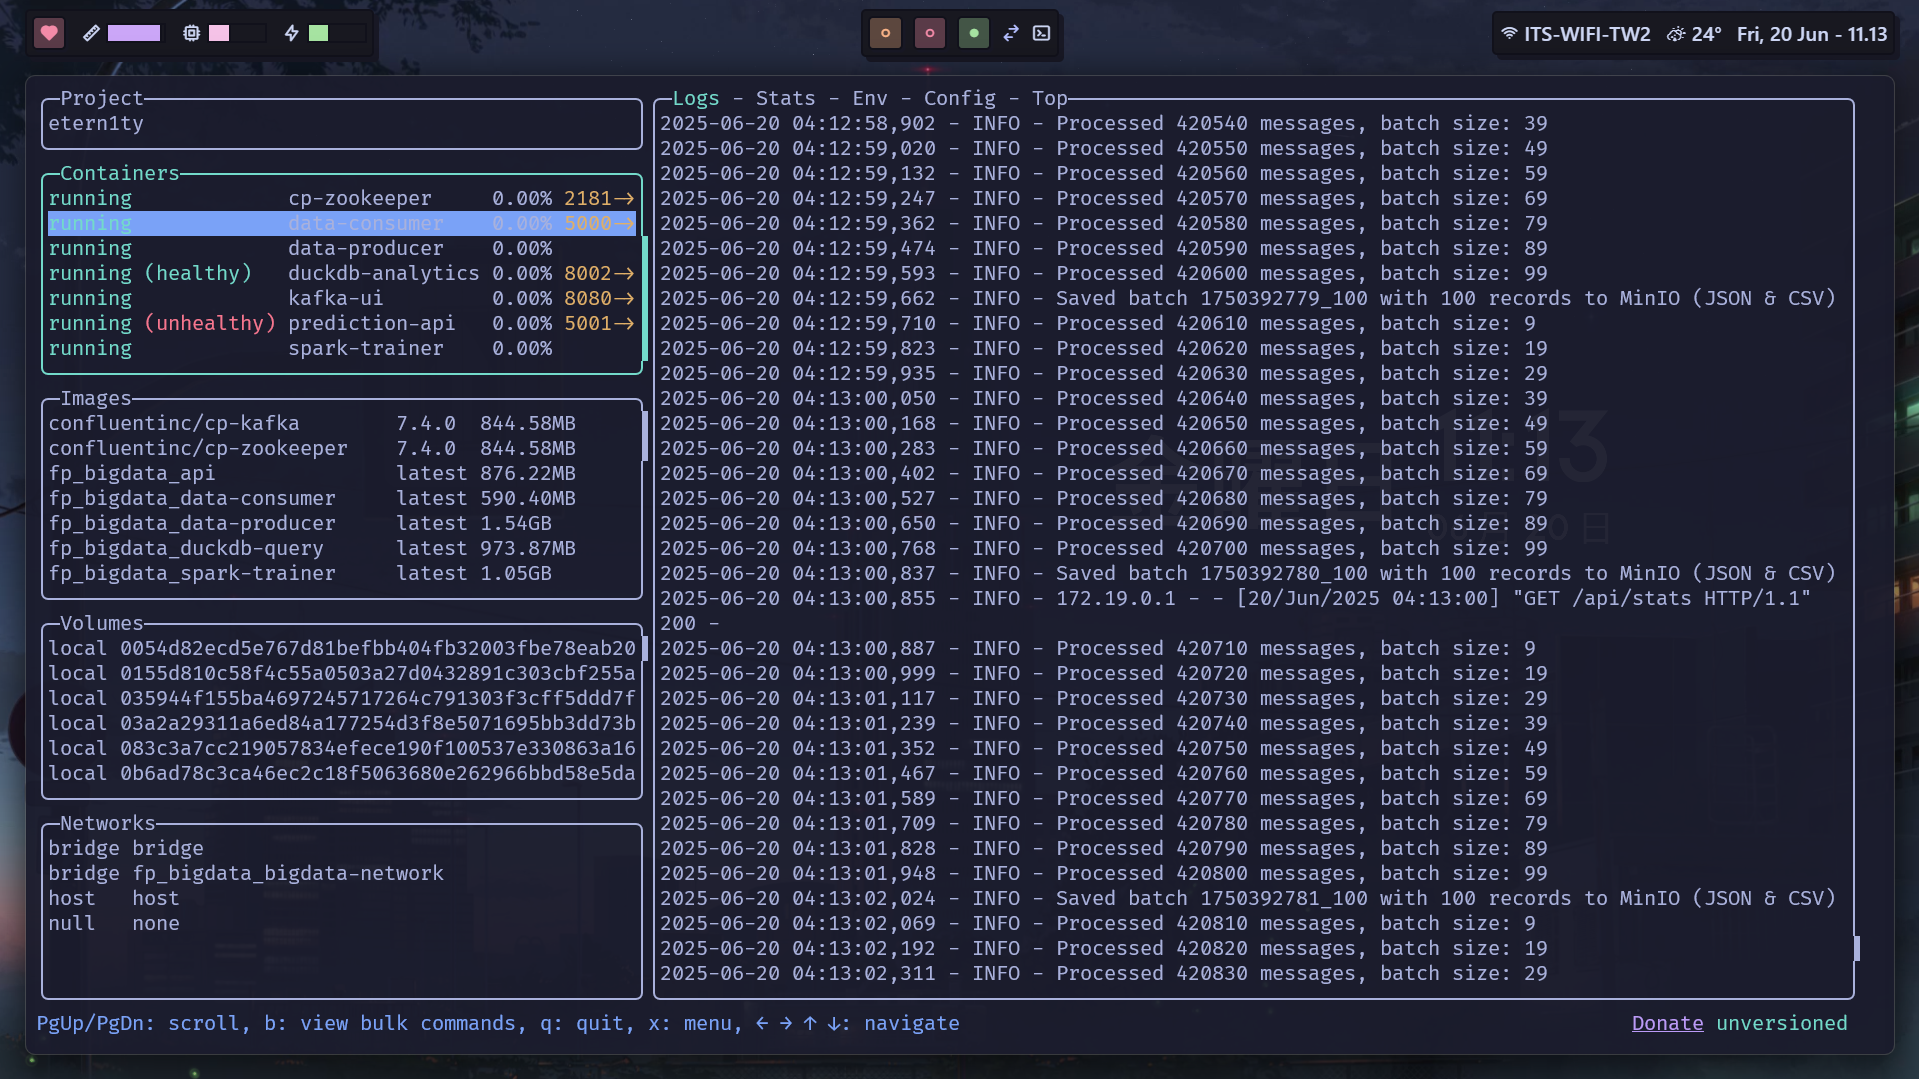 ITS-WIFI-TW2 24° Fri, 20 Jun - 11.13
Project
etern1ty
Containers
running cp-zookeeper 0.00% 2181→
running data-consumer 0.00% 5000→
running data-producer 0.00%
running (healthy) duckdb-analytics 0.00% 8002→
running kafka-ui 0.00% 8080→
running (unhealthy) prediction-api 0.00% 5001→
running spark-trainer 0.00%
Images
confluentinc/cp-kafka 7.4.0 844.58MB
confluentinc/cp-zookeeper 7.4.0 844.58MB
fp_bigdata_api latest 876.22MB
fp_bigdata_data-consumer latest 590.40MB
fp_bigdata_data-producer latest 1.54GB
fp_bigdata_duckdb-query latest 973.87MB
fp_bigdata_spark-trainer latest 1.05GB
Volumes
local 0054d82ecd5e767d81befbb404fb32003fbe78eab20
local 0155d810c58f4c55a0503a27d0432891c303cbf255a
local 035944f155ba4697245717264c791303f3cff5ddd7f
local 03a2a29311a6ed84a177254d3f8e5071695bb3dd73b
local 083c3a7cc219057834efece190f100537e330863a16
local 0b6ad78c3ca46ec2c18f5063680e262966bbd58e5da
Networks
bridge bridge
bridge fp_bigdata_bigdata-network
host host
null none
Logs - Stats - Env - Config - Top
2025-06-20 04:12:58,902 - INFO - Processed 420540 messages, batch size: 39
2025-06-20 04:12:59,020 - INFO - Processed 420550 messages, batch size: 49
2025-06-20 04:12:59,132 - INFO - Processed 420560 messages, batch size: 59
2025-06-20 04:12:59,247 - INFO - Processed 420570 messages, batch size: 69
2025-06-20 04:12:59,362 - INFO - Processed 420580 messages, batch size: 79
2025-06-20 04:12:59,474 - INFO - Processed 420590 messages, batch size: 89
2025-06-20 04:12:59,593 - INFO - Processed 420600 messages, batch size: 99
2025-06-20 04:12:59,662 - INFO - Saved batch 1750392779_100 with 100 records to MinIO (JSON & CSV)
2025-06-20 04:12:59,710 - INFO - Processed 420610 messages, batch size: 9
2025-06-20 04:12:59,823 - INFO - Processed 420620 messages, batch size: 19
2025-06-20 04:12:59,935 - INFO - Processed 420630 messages, batch size: 29
2025-06-20 04:13:00,050 - INFO - Processed 420640 messages, batch size: 39
2025-06-20 04:13:00,168 - INFO - Processed 420650 messages, batch size: 49
2025-06-20 04:13:00,283 - INFO - Processed 420660 messages, batch size: 59
2025-06-20 04:13:00,402 - INFO - Processed 420670 messages, batch size: 69
2025-06-20 04:13:00,527 - INFO - Processed 420680 messages, batch size: 79
2025-06-20 04:13:00,650 - INFO - Processed 420690 messages, batch size: 89
2025-06-20 04:13:00,768 - INFO - Processed 420700 messages, batch size: 99
2025-06-20 04:13:00,837 - INFO - Saved batch 1750392780_100 with 100 records to MinIO (JSON & CSV)
2025-06-20 04:13:00,855 - INFO - 172.19.0.1 - - [20/Jun/2025 04:13:00] "GET /api/stats HTTP/1.1"
200 -
2025-06-20 04:13:00,887 - INFO - Processed 420710 messages, batch size: 9
2025-06-20 04:13:00,999 - INFO - Processed 420720 messages, batch size: 19
2025-06-20 04:13:01,117 - INFO - Processed 420730 messages, batch size: 29
2025-06-20 04:13:01,239 - INFO - Processed 420740 messages, batch size: 39
2025-06-20 04:13:01,352 - INFO - Processed 420750 messages, batch size: 49
2025-06-20 04:13:01,467 - INFO - Processed 420760 messages, batch size: 59
2025-06-20 04:13:01,589 - INFO - Processed 420770 messages, batch size: 69
2025-06-20 04:13:01,709 - INFO - Processed 420780 messages, batch size: 79
2025-06-20 04:13:01,828 - INFO - Processed 420790 messages, batch size: 89
2025-06-20 04:13:01,948 - INFO - Processed 420800 messages, batch size: 99
2025-06-20 04:13:02,024 - INFO - Saved batch 1750392781_100 with 100 records to MinIO (JSON & CSV)
2025-06-20 04:13:02,069 - INFO - Processed 420810 messages, batch size: 9
2025-06-20 04:13:02,192 - INFO - Processed 420820 messages, batch size: 19
2025-06-20 04:13:02,311 - INFO - Processed 420830 messages, batch size: 29
PgUp/PgDn: scroll, b: view bulk commands, q: quit, x: menu, ← → ↑ ↓: navigate
Donate unversioned